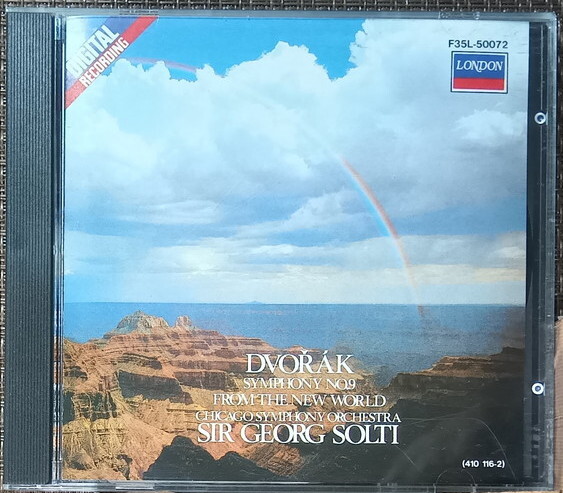 DIGITAL
RECORDING
F35L-50072
LONDON
DVOŘÁK
SYMPHONY NO.9
FROM THE NEW WORLD
CHICAGO SYMPHONY ORCHESTRA
SIR GEORG SOLTI
(410 116-2)